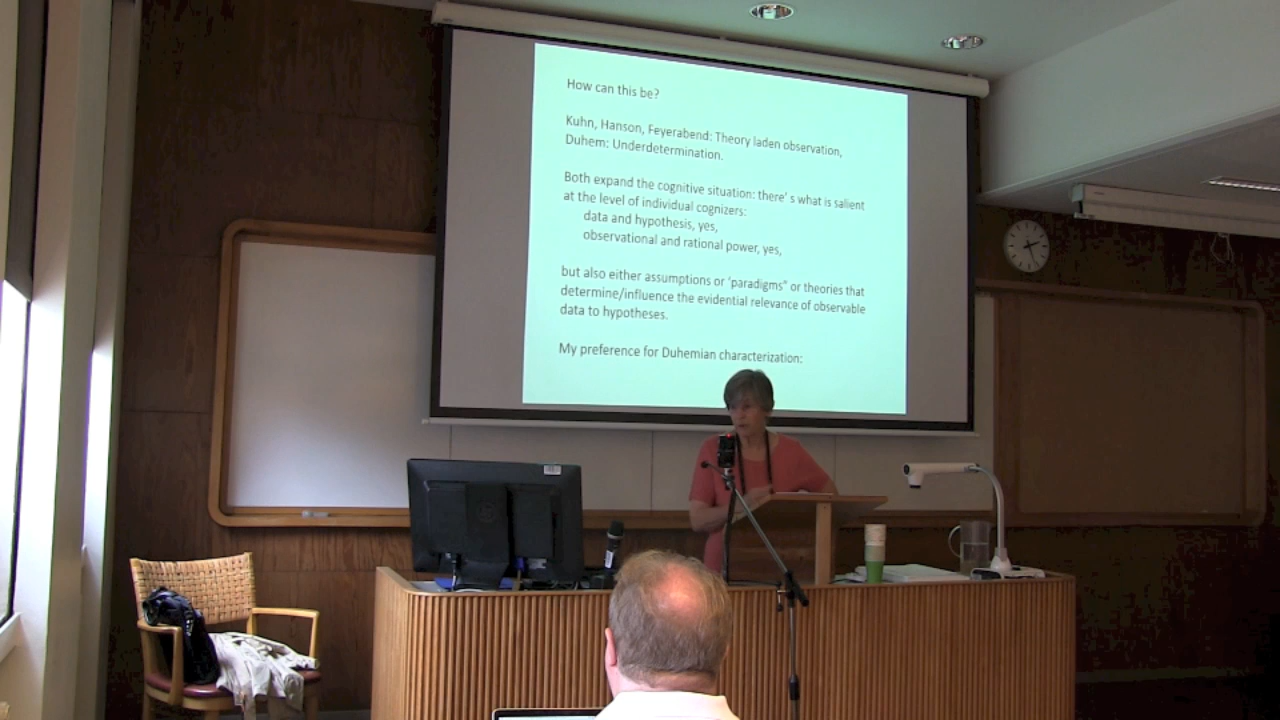 How can this be?
Kuhn, Hanson, Feyerabend: Theory laden observation,
Duhem: Underdetermination.
Both expand the cognitive situation: there' s what is salient
at the level of individual cognizers:
data and hypothesis, yes,
observational and rational power, yes,
but also either assumptions or 'paradigms" or theories that
determine/influence the evidential relevance of observable
data to hypotheses.
My preference for Duhemian characterization: